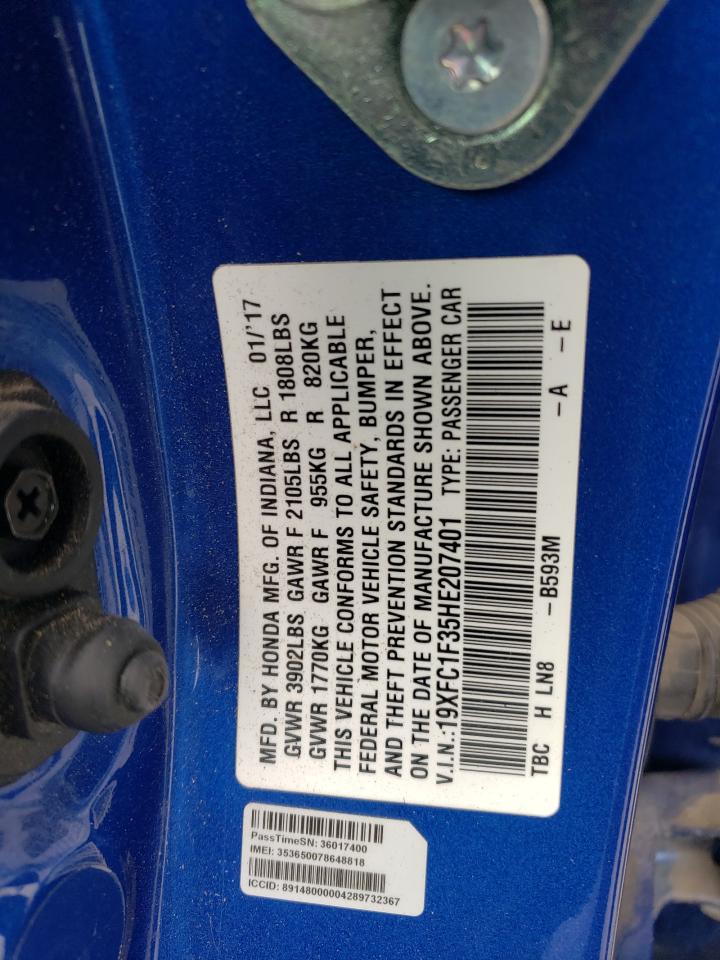 MFD. BY HONDA MFG. OF INDIANA, LLC 01/'17
GVWR 3902LBS GAWR F 2105LBS R 1808LBS
GVWR 1770KG GAWR F 955KG R 820KG
THIS VEHICLE CONFORMS TO ALL APPLICABLE
FEDERAL MOTOR VEHICLE SAFETY, BUMPER,
AND THEFT PREVENTION STANDARDS IN EFFECT
ON THE DATE OF MANUFACTURE SHOWN ABOVE.
V.I.N.:19XFC1F35HE207401 TYPE: PASSENGER CAR
TBC H LN8 -B593M -A -E
PassTimeSN: 36017400
IMEI: 353650078648818
ICCID: 89148000004289732367